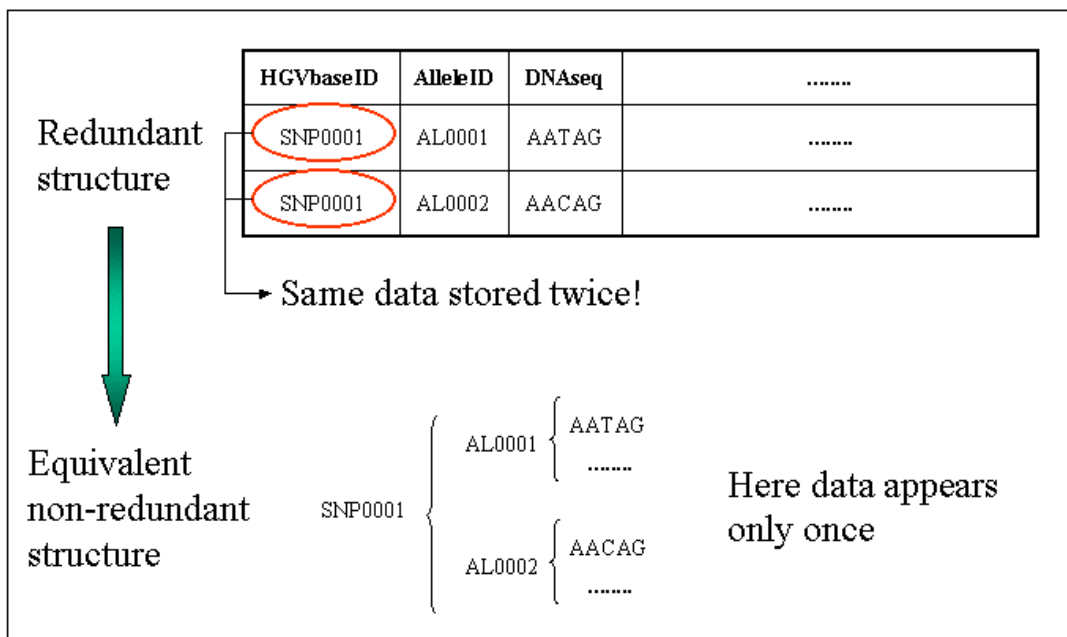 HGVbaseID AlleleID DNAseq ........
SNP0001 AL0001 AATAG ........
SNP0001 AL0002 AACAG ........
Redundant
structure
Same data stored twice!
Equivalent
non-redundant
structure
SNP0001
AL0001
AATAG
........
AL0002
AACAG
........
Here data appears
only once